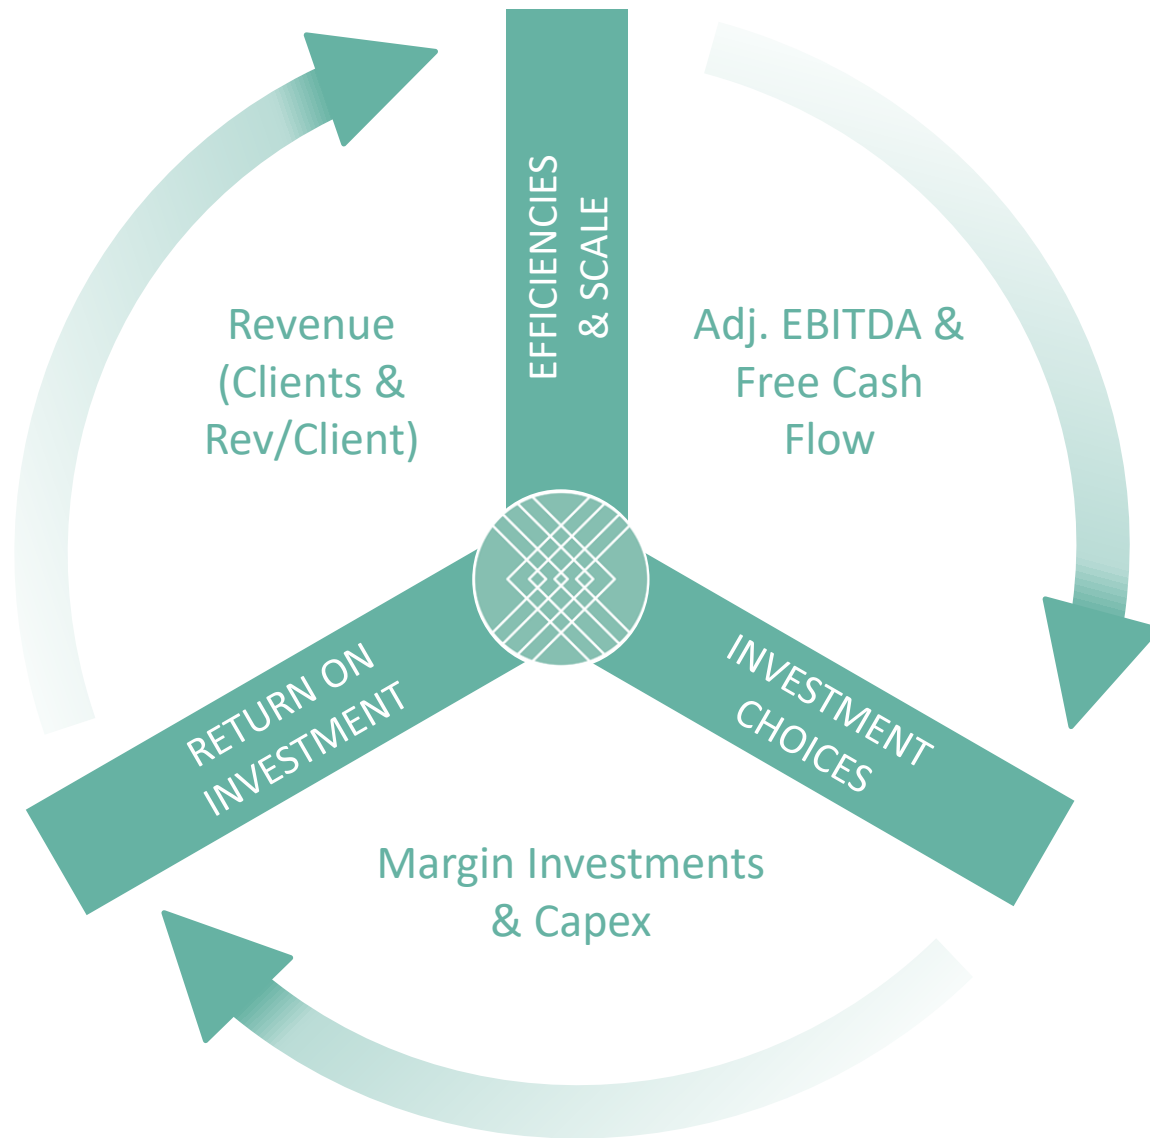 EFFICIENCIES
& SCALE
Revenue
(Clients &
Rev/Client)
Adj. EBITDA &
Free Cash
Flow
RETURN ON
INVESTMENT
INVESTMENT
CHOICES
Margin Investments
& Capex